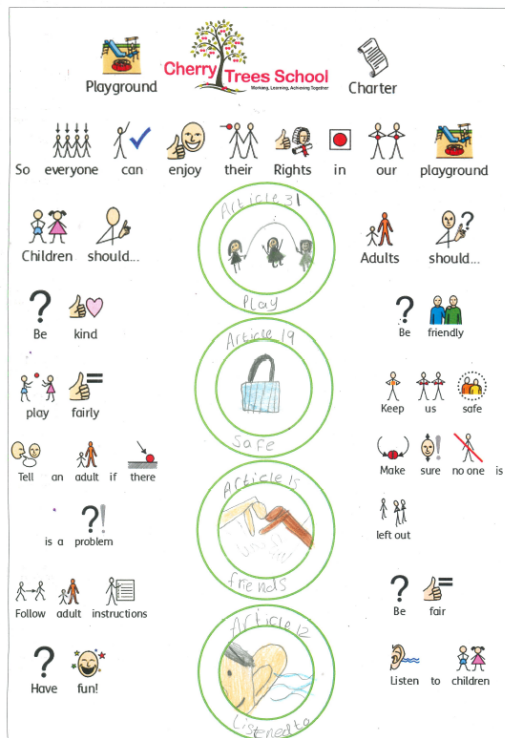 Cherry Trees School
Working, Learning, Achieving Together
Playground Charter
So everyone can enjoy their Rights in our playground
Children should...
Be kind
play fairly
Tell an adult if there
is a problem
Follow adult instructions
Have fun!
Article 31
Play
Article 19
Safe
Article 15
friends
Article 12
Listened to
Adults should...
Be friendly
Keep us safe
Make sure no one is
left out
Be fair
Listen to children